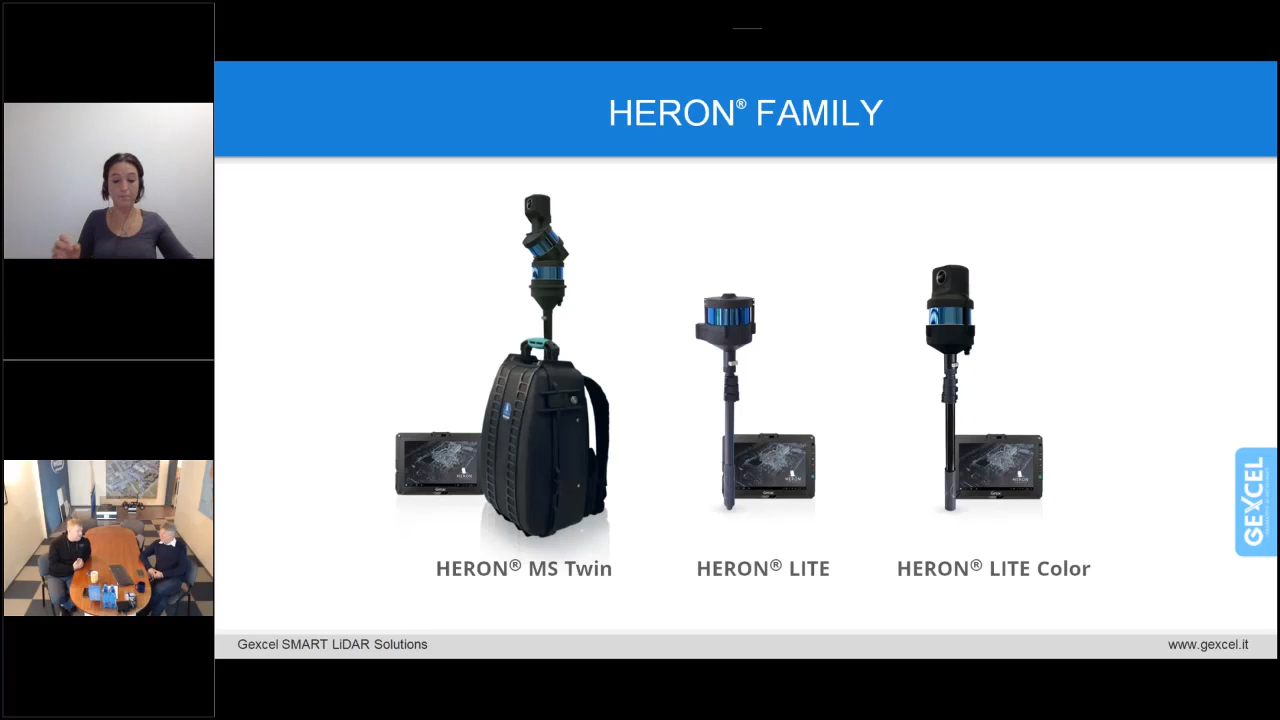 HERON® FAMILY
HERON® MS Twin
HERON® LITE
HERON® LITE Color
GEXCEL
Gexcel SMART LiDAR Solutions
www.gexcel.it